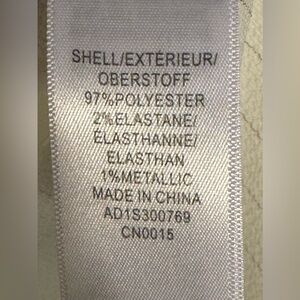 SHELL/EXTÉRIEUR/
OBERSTOFF
97%POLYESTER
2%ELASTANE/
ÉLASTHANNE/
ELASTHAN
1%METALLIC
MADE IN CHINA
AD1S300769
CN0015